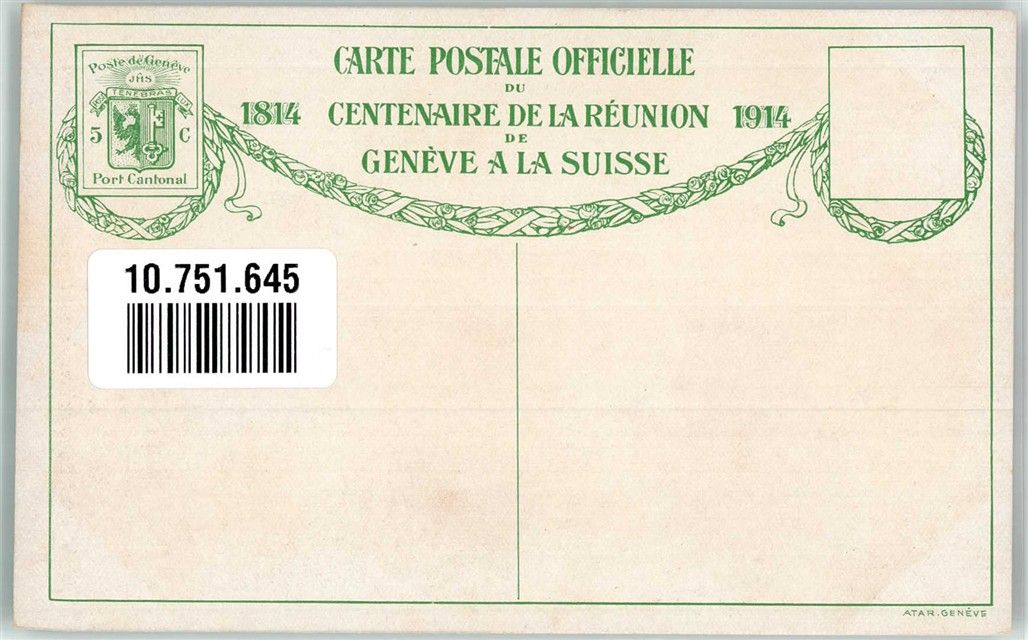 Poste de Genève
JHS
POST TENEBRAS LUX
5 C
Port Cantonal
CARTE POSTALE OFFICIELLE
DU
1814 CENTENAIRE DE LA RÉUNION 1914
DE
GENÈVE A LA SUISSE
10.751.645
ATAR. GENÈVE